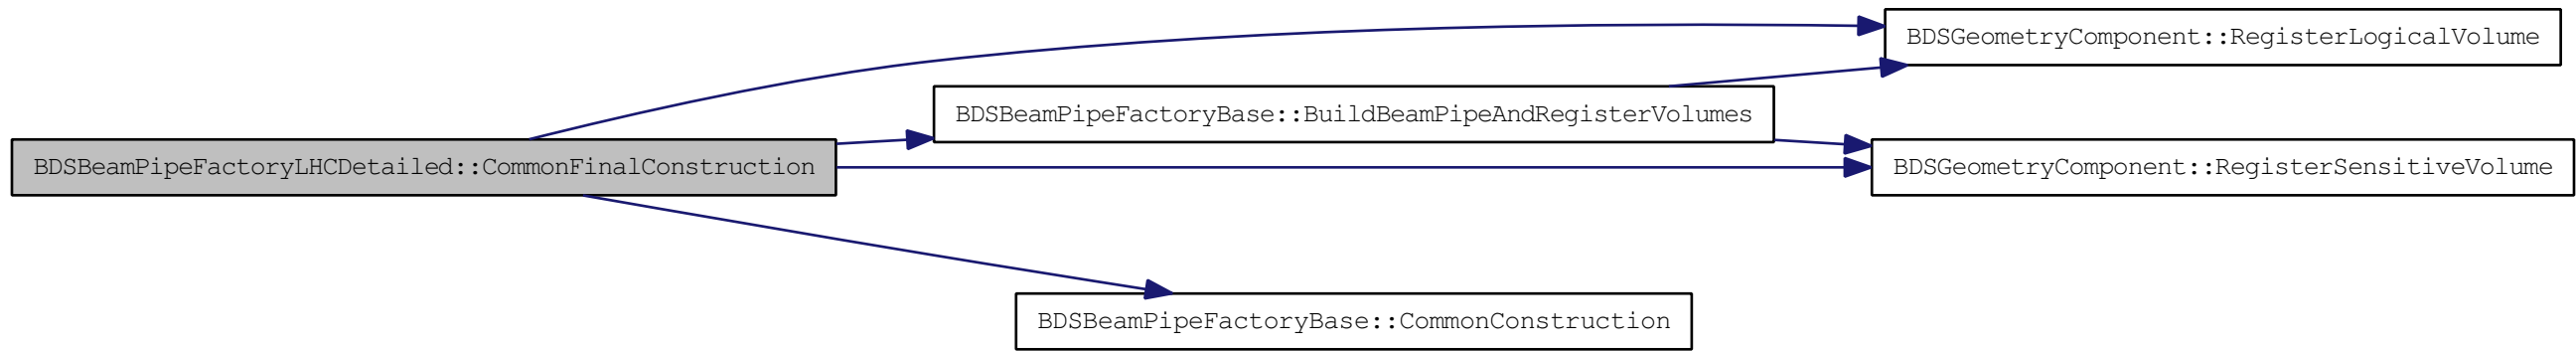 BDSGeometryComponent::RegisterLogicalVolume
BDSBeamPipeFactoryBase::BuildBeamPipeAndRegisterVolumes
BDSBeamPipeFactoryLHCDetailed::CommonFinalConstruction
BDSGeometryComponent::RegisterSensitiveVolume
BDSBeamPipeFactoryBase::CommonConstruction